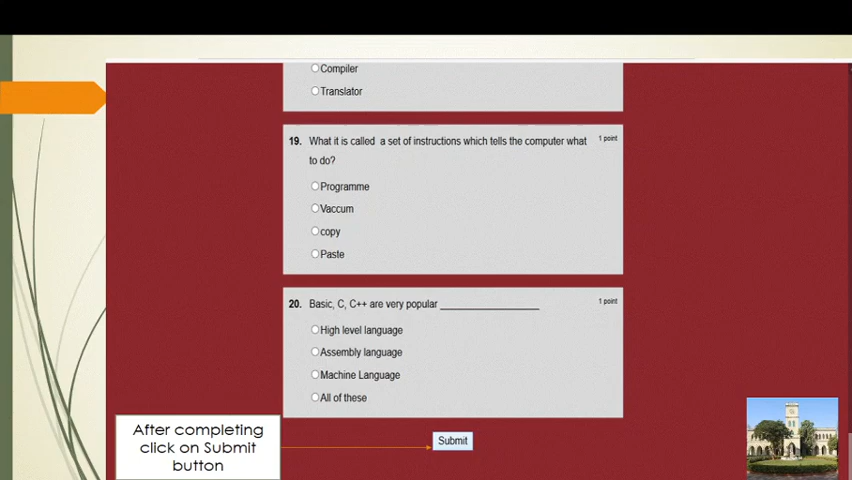 Compiler
Translator
19. What it is called a set of instructions which tells the computer what 1 point
to do?
Programme
Vaccum
copy
Paste
20. Basic, C, C++ are very popular ____________________ 1 point
High level language
Assembly language
Machine Language
All of these
After completing
click on Submit
button
Submit